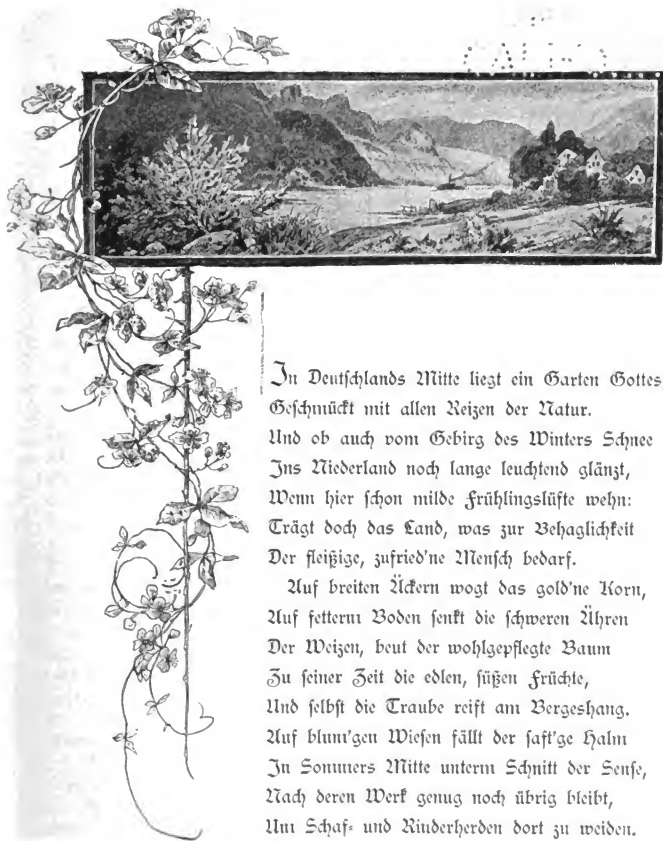 In Deutschlands Mitte liegt ein Garten Gottes
Geschmückt mit allen Reizen der Natur.
Und ob auch vom Gebirg des Winters Schnee
Ins Niederland noch lange leuchtend glänzt,
Wenn hier schon milde Frühlingslüfte wehn:
Trägt doch das Land, was zur Behaglichkeit
Der fleißige, zufried'ne Mensch bedarf.
Auf breiten Äckern wogt das gold'ne Korn,
Auf fetterm Boden senkt die schweren Ähren
Der Weizen, beut der wohlgepflegte Baum
Zu seiner Zeit die edlen, süßen Früchte,
Und selbst die Traube reift am Bergeshang.
Auf blum'gen Wiesen fällt der saft'ge Halm
In Sommers Mitte unterm Schnitt der Sense,
Nach deren Werk genug noch übrig bleibt,
Um Schaf- und Rinderherden dort zu weiden.